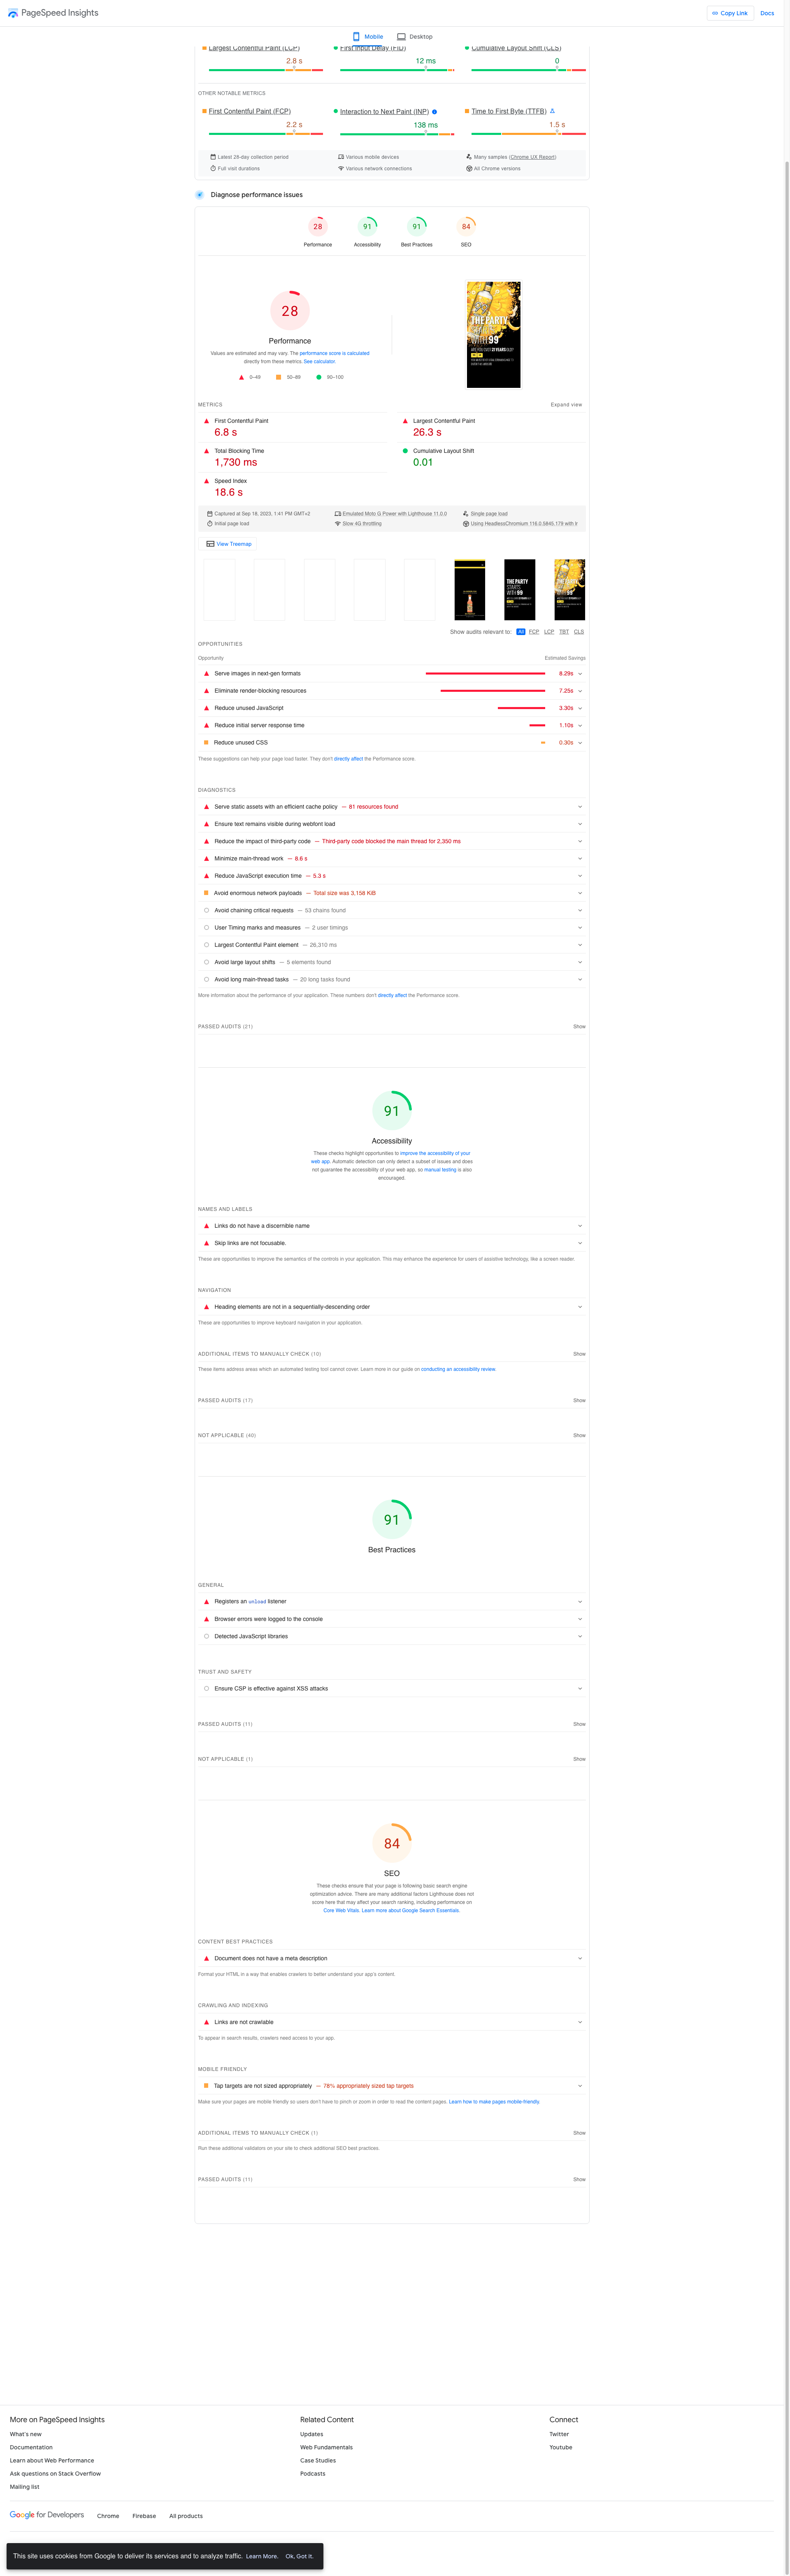 PageSpeed Insights
Copy Link
Docs
Mobile
Desktop
Largest Contentful Paint (LCP)
First Input Delay (FID)
Cumulative Layout Shift (CLS)
2.8 s
12 ms
0
OTHER NOTABLE METRICS
First Contentful Paint (FCP)
Interaction to Next Paint (INP)
Time to First Byte (TTFB)
2.2 s
138 ms
1.5 s
Latest 28-day collection period
Various mobile devices
Many samples (Chrome UX Report)
Full visit durations
Various network connections
All Chrome versions
Diagnose performance issues
28
91
91
84
Performance
Accessibility
Best Practices
SEO
28
Performance
Values are estimated and may vary. The performance score is calculated
directly from these metrics. See calculator.
0–49
50–89
90–100
THE PARTY
WITH 99
METRICS
Expand view
First Contentful Paint
6.8 s
Largest Contentful Paint
26.3 s
Total Blocking Time
1,730 ms
Cumulative Layout Shift
0.01
Speed Index
18.6 s
Captured at Sep 18, 2023, 1:41 PM GMT+2
Emulated Moto G Power with Lighthouse 11.0.0
Single page load
Initial page load
Slow 4G throttling
Using HeadlessChromium 116.0.5845.179 with lr
View Treemap
THE PARTY
STARTS
WITH 99
THE PARTY
WITH 99
Show audits relevant to: All FCP LCP TBT CLS
OPPORTUNITIES
Opportunity
Estimated Savings
Serve images in next-gen formats
8.29s
Eliminate render-blocking resources
7.25s
Reduce unused JavaScript
3.30s
Reduce initial server response time
1.10s
Reduce unused CSS
0.30s
These suggestions can help your page load faster. They don't directly affect the Performance score.
DIAGNOSTICS
Serve static assets with an efficient cache policy — 81 resources found
Ensure text remains visible during webfont load
Reduce the impact of third-party code — Third-party code blocked the main thread for 2,350 ms
Minimize main-thread work — 8.6 s
Reduce JavaScript execution time — 5.3 s
Avoid enormous network payloads — Total size was 3,158 KiB
Avoid chaining critical requests — 53 chains found
User Timing marks and measures — 2 user timings
Largest Contentful Paint element — 26,310 ms
Avoid large layout shifts — 5 elements found
Avoid long main-thread tasks — 20 long tasks found
More information about the performance of your application. These numbers don't directly affect the Performance score.
PASSED AUDITS (21)
Show
91
Accessibility
These checks highlight opportunities to improve the accessibility of your
web app. Automatic detection can only detect a subset of issues and does
not guarantee the accessibility of your web app, so manual testing is also
encouraged.
NAMES AND LABELS
Links do not have a discernible name
Skip links are not focusable.
These are opportunities to improve the semantics of the controls in your application. This may enhance the experience for users of assistive technology, like a screen reader.
NAVIGATION
Heading elements are not in a sequentially-descending order
These are opportunities to improve keyboard navigation in your application.
ADDITIONAL ITEMS TO MANUALLY CHECK (10)
Show
These items address areas which an automated testing tool cannot cover. Learn more in our guide on conducting an accessibility review.
PASSED AUDITS (17)
Show
NOT APPLICABLE (40)
Show
91
Best Practices
GENERAL
Registers an unload listener
Browser errors were logged to the console
Detected JavaScript libraries
TRUST AND SAFETY
Ensure CSP is effective against XSS attacks
PASSED AUDITS (11)
Show
NOT APPLICABLE (1)
Show
84
SEO
These checks ensure that your page is following basic search engine
optimization advice. There are many additional factors Lighthouse does not
score here that may affect your search ranking, including performance on
Core Web Vitals. Learn more about Google Search Essentials.
CONTENT BEST PRACTICES
Document does not have a meta description
Format your HTML in a way that enables crawlers to better understand your app's content.
CRAWLING AND INDEXING
Links are not crawlable
To appear in search results, crawlers need access to your app.
MOBILE FRIENDLY
Tap targets are not sized appropriately — 78% appropriately sized tap targets
Make sure your pages are mobile friendly so users don't have to pinch or zoom in order to read the content pages. Learn how to make pages mobile-friendly.
ADDITIONAL ITEMS TO MANUALLY CHECK (1)
Show
Run these additional validators on your site to check additional SEO best practices.
PASSED AUDITS (11)
Show
More on PageSpeed Insights
What's new
Documentation
Learn about Web Performance
Ask questions on Stack Overflow
Mailing list
Related Content
Updates
Web Fundamentals
Case Studies
Podcasts
Connect
Twitter
Youtube
Google for Developers
Chrome
Firebase
All products
This site uses cookies from Google to deliver its services and to analyze traffic. Learn More. Ok, Got it.